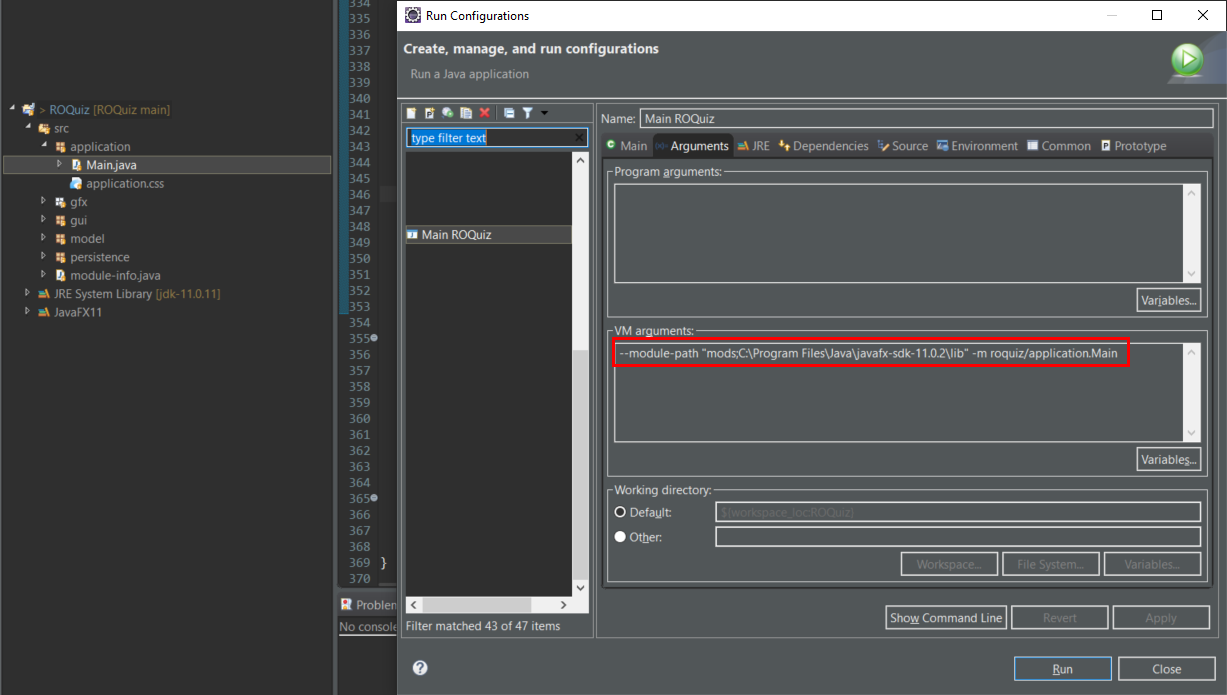 Run Configurations
Create, manage, and run configurations
Run a Java application
> ROQuiz [ROQuiz main]
src
application
Main.java
application.css
gfx
gui
model
persistence
module-info.java
JRE System Library [jdk-11.0.11]
JavaFX11
334
335
336
337
338
339
340
341
342
343
344
345
346
347
348
349
350
351
352
353
354
355
356
357
358
359
360
361
362
363
364
365
366
367
368
369 }
370
Problem
No console
type filter text
Main ROQuiz
Filter matched 43 of 47 items
Name: Main ROQuiz
Main Arguments JRE Dependencies Source Environment Common Prototype
Program arguments:
Variables...
VM arguments:
--module-path "mods;C:\Program Files\Java\javafx-sdk-11.0.2\lib" -m roquiz/application.Main
Variables...
Working directory:
Default: ${workspace_loc:ROQuiz}
Other:
Workspace... File System... Variables...
Show Command Line Revert Apply
Run Close